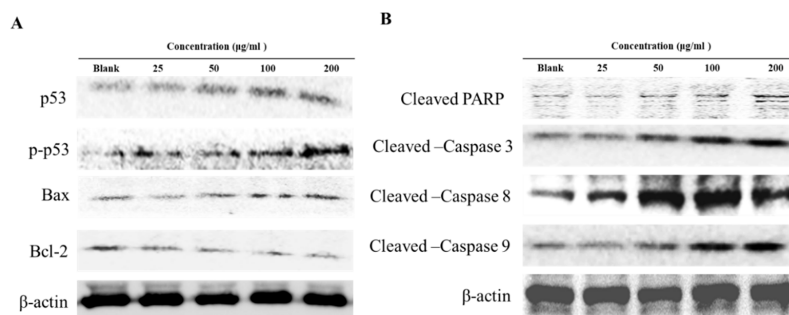 A
Concentration (µg/ml )
Blank 25 50 100 200
p53
p-p53
Bax
Bcl-2
β-actin
B
Concentration (µg/ml )
Blank 25 50 100 200
Cleaved PARP
Cleaved –Caspase 3
Cleaved –Caspase 8
Cleaved –Caspase 9
β-actin